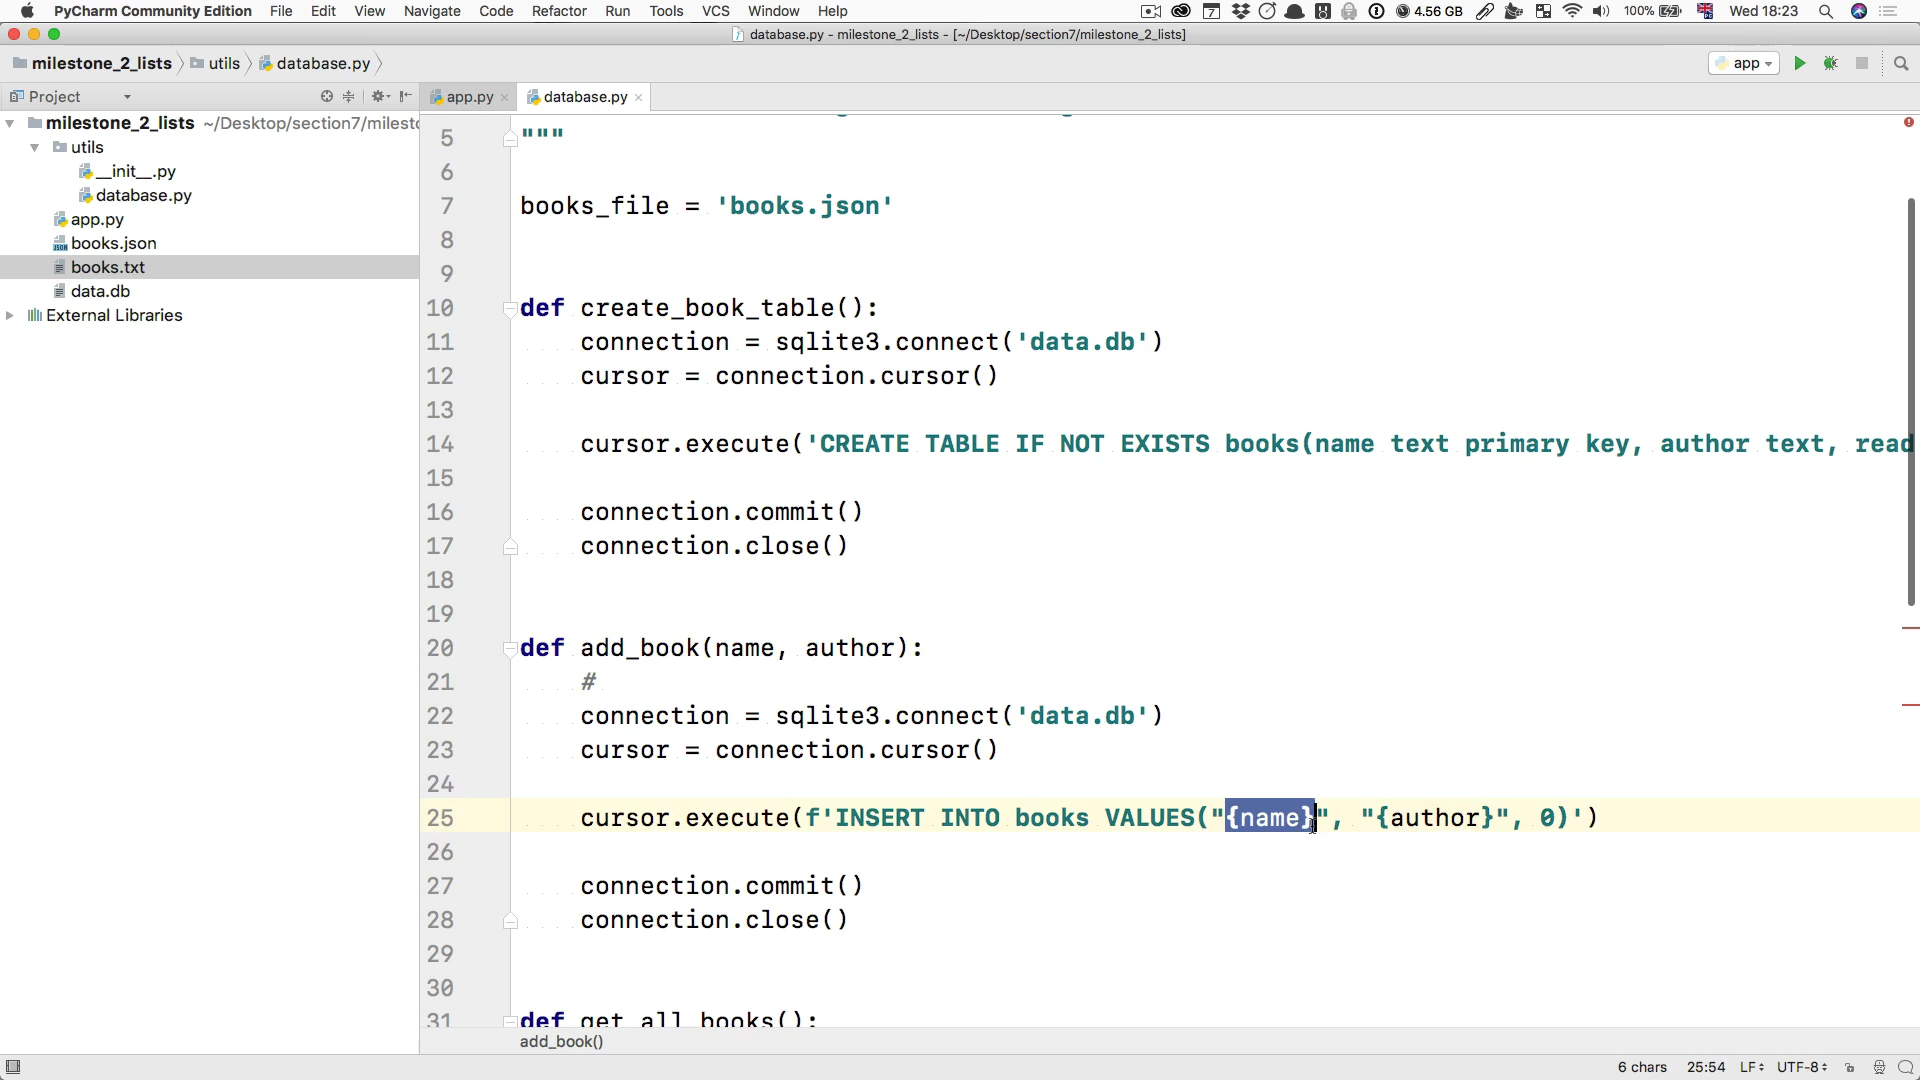 PyCharm Community Edition File Edit View Navigate Code Refactor Run Tools VCS Window Help 7 4.56 GB 100% Wed 18:23
database.py - milestone_2_lists - [~/Desktop/section7/milestone_2_lists]
milestone_2_lists utils database.py app
Project app.py database.py
milestone_2_lists ~/Desktop/section7/milest
utils
__init__.py
database.py
app.py
books.json
books.txt
data.db
External Libraries
5 """
6
7 books_file = 'books.json'
8
9
10 def create_book_table():
11 connection = sqlite3.connect('data.db')
12 cursor = connection.cursor()
13
14 cursor.execute('CREATE TABLE IF NOT EXISTS books(name text primary key, author text, read
15
16 connection.commit()
17 connection.close()
18
19
20 def add_book(name, author):
21 #
22 connection = sqlite3.connect('data.db')
23 cursor = connection.cursor()
24
25 cursor.execute(f'INSERT INTO books VALUES("{name}", "{author}", 0)')
26
27 connection.commit()
28 connection.close()
29
30
31 def get_all_books():
add_book()
6 chars 25:54 LF UTF-8